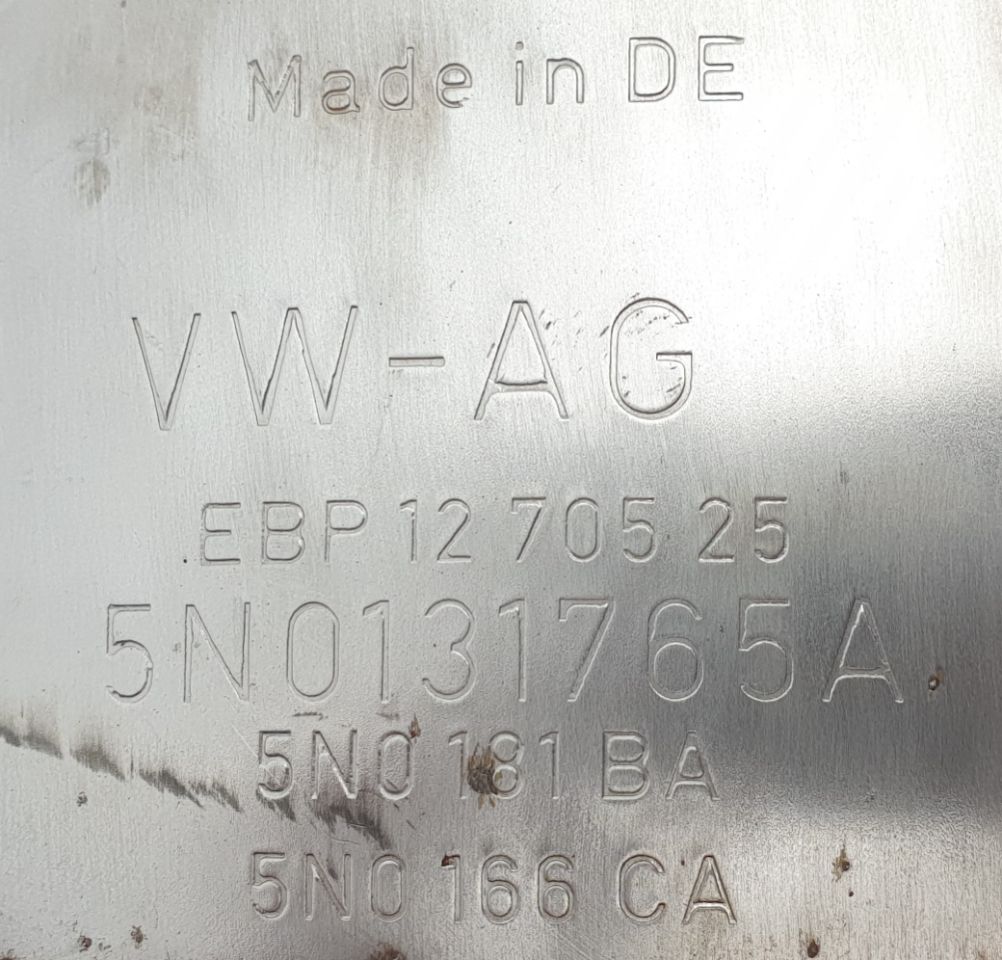 Made in DE
VW-AG
EBP 12 705 25
5N0131765A
5N0 181 BA
5N0 166 CA